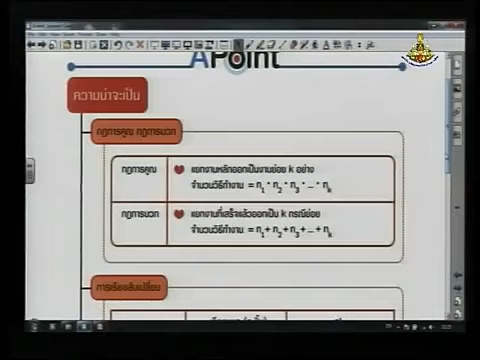 APoint
ความน่าจะเป็น
กฎการคูณ กฎการบวก
กฎการคูณ
แยกงานหลักออกเป็นงานย่อย k อย่าง
จำนวนวิธีทำงาน = n₁ · n₂ · n₃ · ... · nₖ
กฎการบวก
แยกงานที่เสร็จแล้วออกเป็น k กรณีย่อย
จำนวนวิธีทำงาน = n₁ + n₂ + n₃ + ... + nₖ
การเรียงสับเปลี่ยน